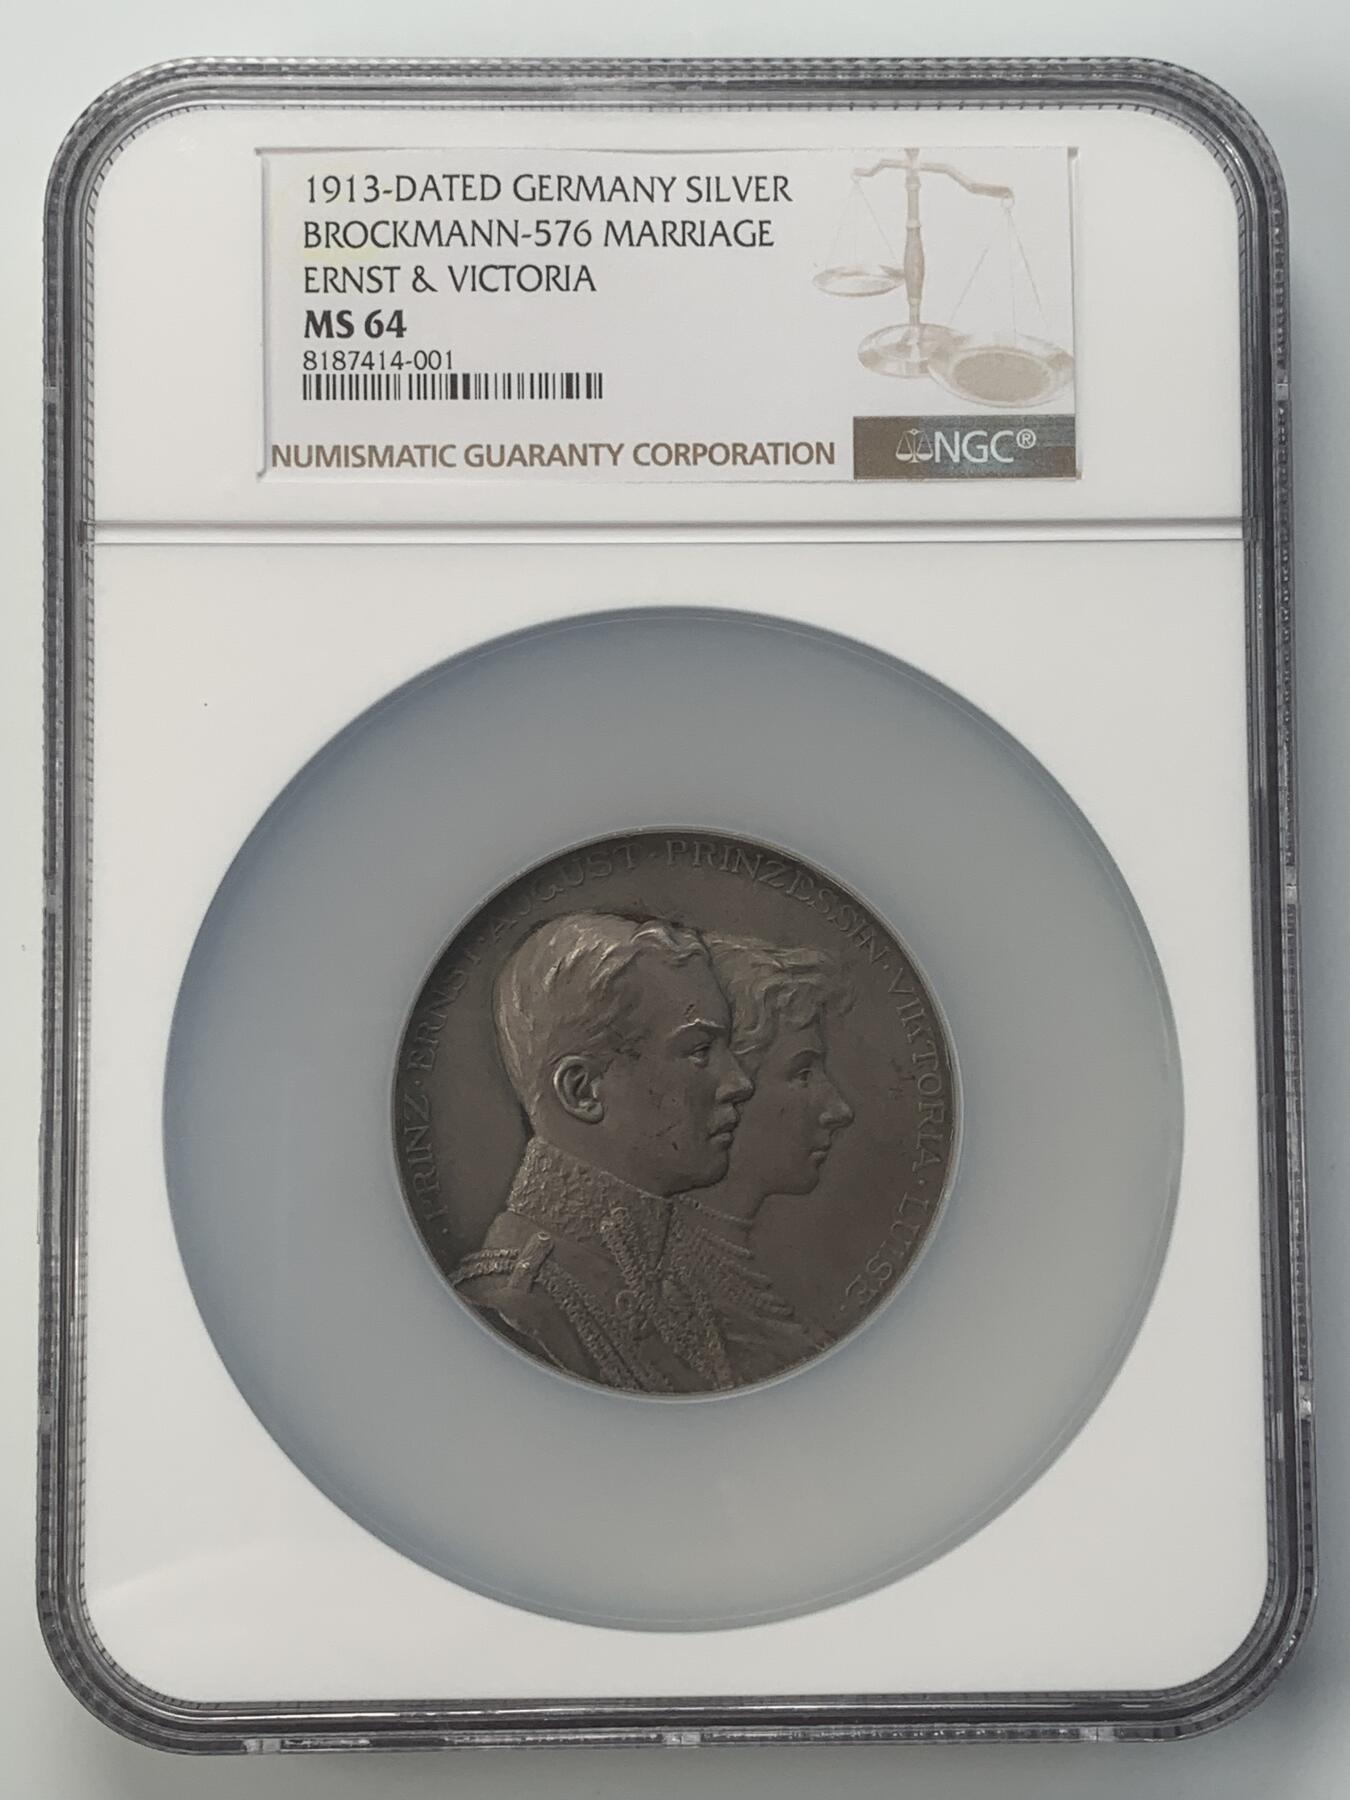 1913-DATED GERMANY SILVER
BROCKMANN-576 MARRIAGE
ERNST & VICTORIA
MS 64
8187414-001
NUMISMATIC GUARANTY CORPORATION
NGC®
· PRINZ · ERNST · AUGUST · PRINZESSIN · VIKTORIA · LUISE ·